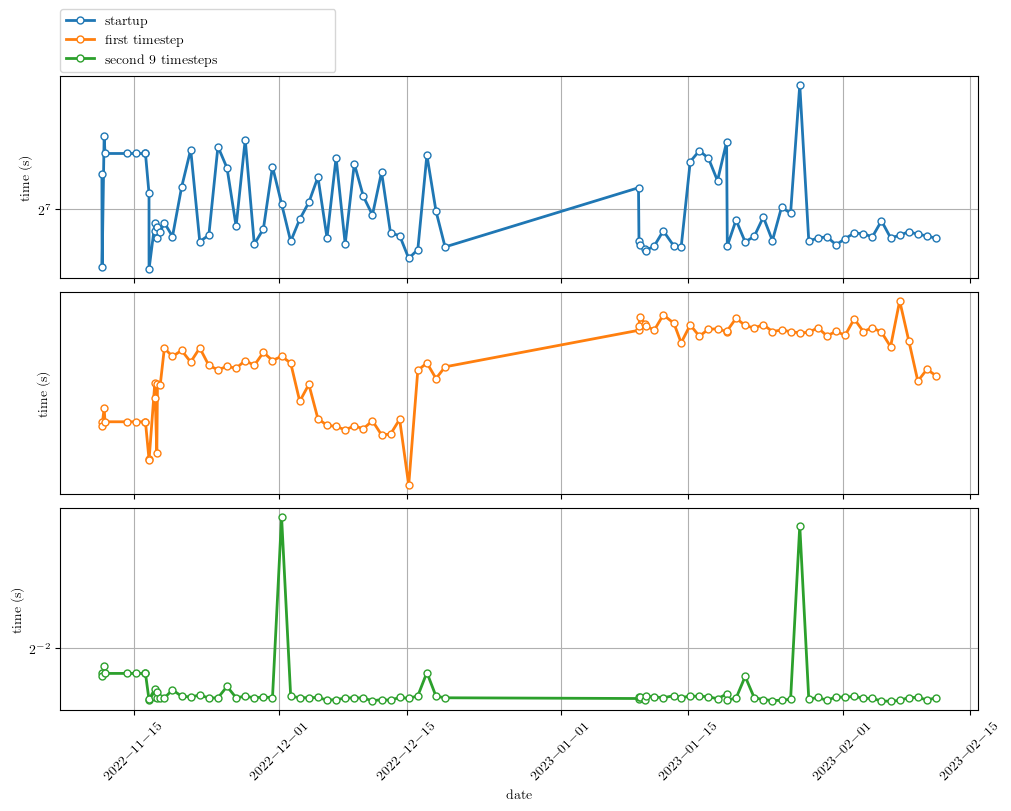 startup
first timestep
second 9 timesteps
time (s)
2^7
time (s)
time (s)
2^−2
2022−11−15
2022−12−01
2022−12−15
2023−01−01
2023−01−15
2023−02−01
2023−02−15
date